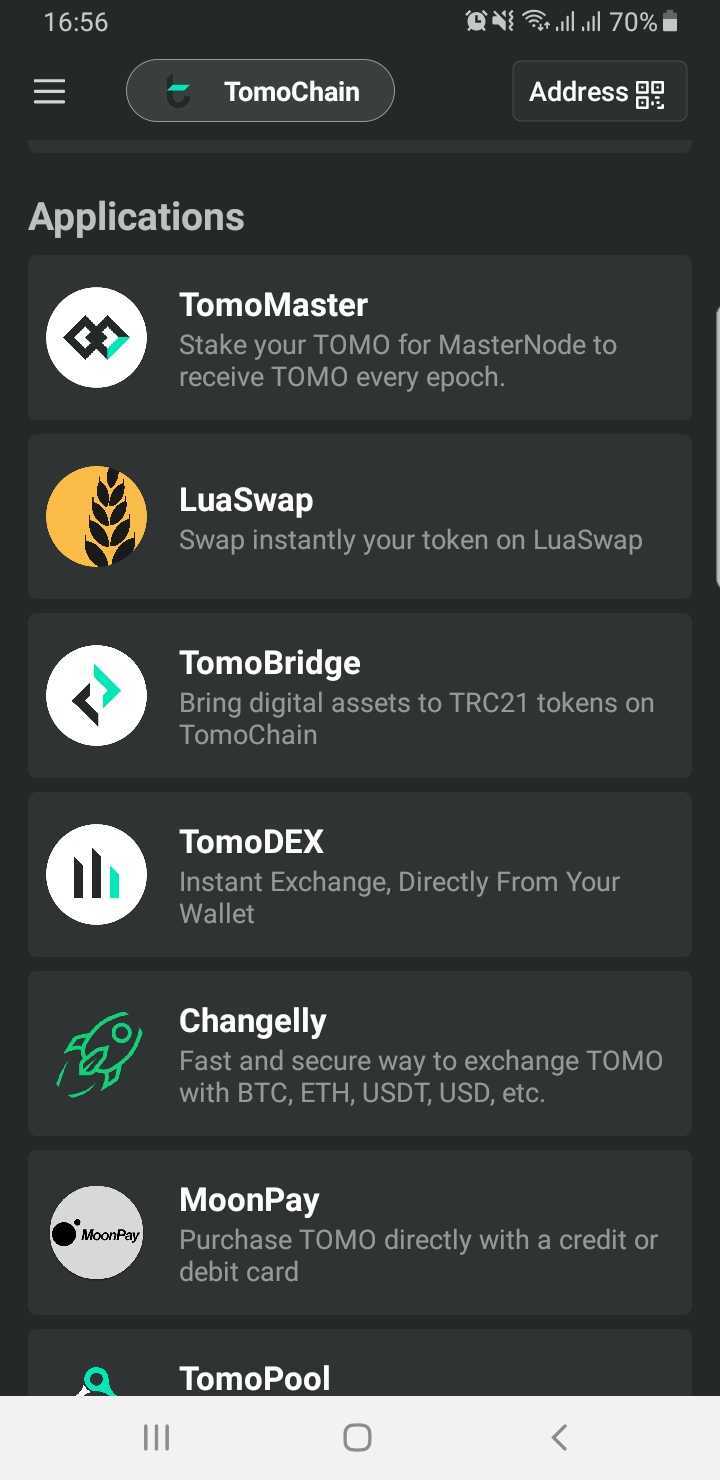 16:56
70%
TomoChain
Address
Applications
TomoMaster
Stake your TOMO for MasterNode to
receive TOMO every epoch.
LuaSwap
Swap instantly your token on LuaSwap
TomoBridge
Bring digital assets to TRC21 tokens on
TomoChain
TomoDEX
Instant Exchange, Directly From Your
Wallet
Changelly
Fast and secure way to exchange TOMO
with BTC, ETH, USDT, USD, etc.
MoonPay
MoonPay
Purchase TOMO directly with a credit or
debit card
TomoPool